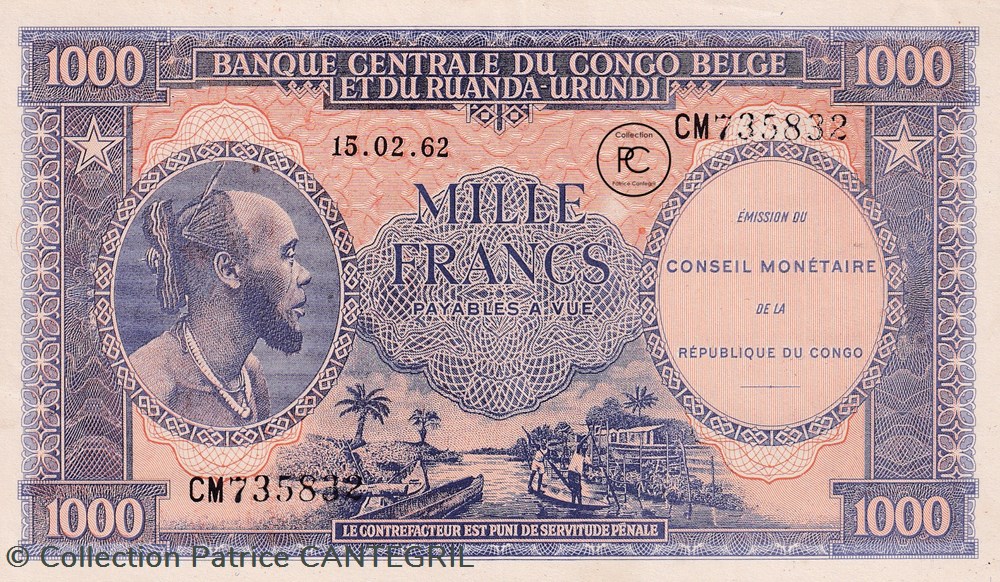 1000
1000
BANQUE CENTRALE DU CONGO BELGE
ET DU RUANDA-URUNDI
CM735832
15.02.62
Collection
PC
Patrice Cantegril
MILLE
FRANCS
PAYABLES A VUE
ÉMISSION DU
CONSEIL MONÉTAIRE
DE LA
RÉPUBLIQUE DU CONGO
CM735832
1000
LE CONTREFACTEUR EST PUNI DE SERVITUDE PÉNALE
1000
© Collection Patrice CANTEGRIL